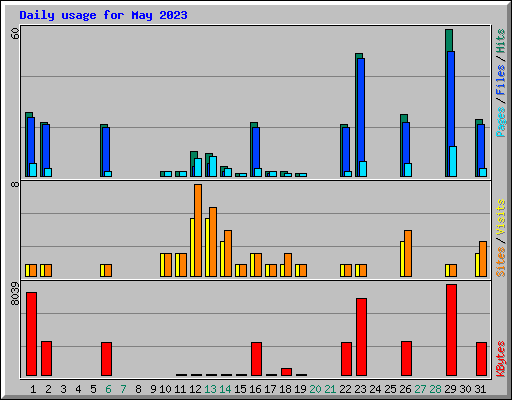 Daily usage for May 2023
60
Pages / Files / Hits
8
Sites / Visits
8039
KBytes
1 2 3 4 5 6 7 8 9 10 11 12 13 14 15 16 17 18 19 20 21 22 23 24 25 26 27 28 29 30 31